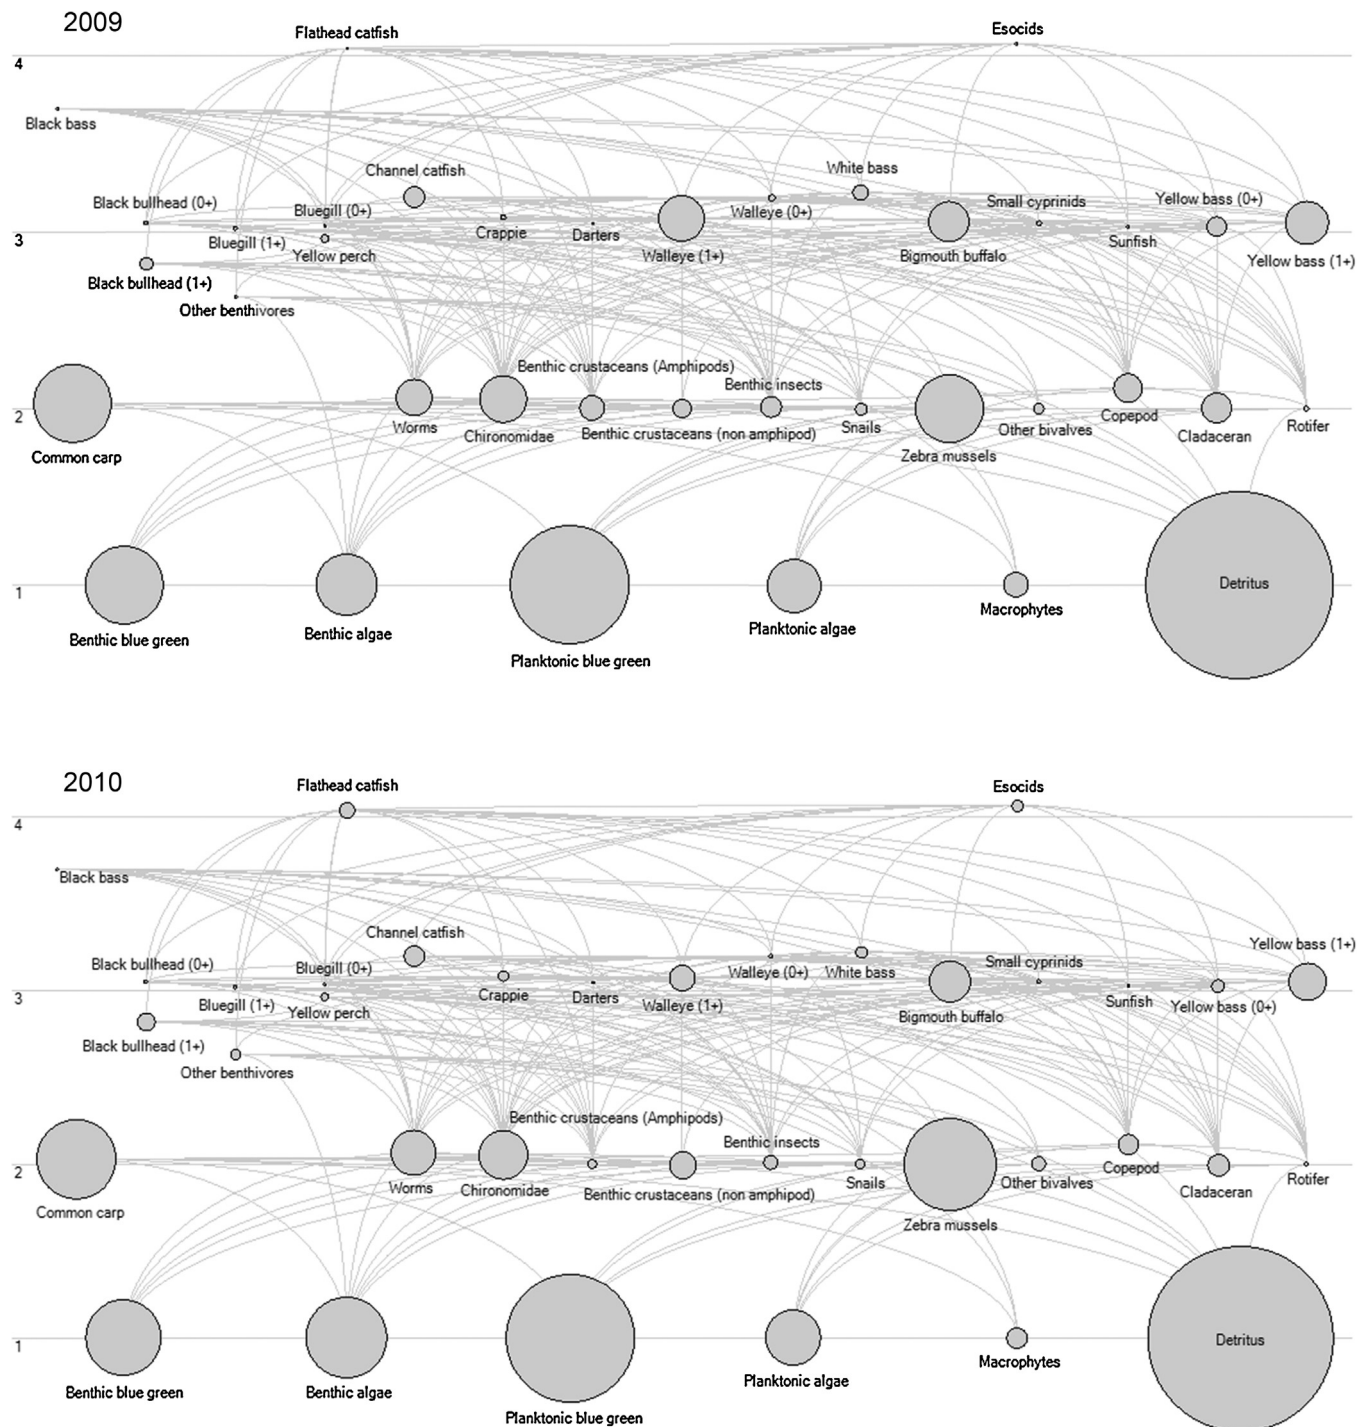 2009
Flathead catfish
Esocids
4
Black bass
Channel catfish
White bass
Black bullhead (0+)
Bluegill (0+)
Walleye (0+)
Small cyprinids
Yellow bass (0+)
3
Bluegill (1+)
Crappie
Darters
Sunfish
Yellow perch
Walleye (1+)
Bigmouth buffalo
Yellow bass (1+)
Black bullhead (1+)
Other benthivores
Benthic crustaceans (Amphipods)
Benthic insects
2
Worms
Chironomidae
Benthic crustaceans (non amphipod)
Snails
Other bivalves
Copepod
Cladaceran
Rotifer
Common carp
Zebra mussels
1
Detritus
Benthic blue green
Benthic algae
Planktonic blue green
Planktonic algae
Macrophytes
2010
Flathead catfish
Esocids
4
Black bass
Channel catfish
Yellow bass (1+)
Black bullhead (0+)
Bluegill (0+)
Walleye (0+)
White bass
Small cyprinids
3
Bluegill (1+)
Crappie
Darters
Walleye (1+)
Sunfish
Yellow bass (0+)
Yellow perch
Bigmouth buffalo
Black bullhead (1+)
Other benthivores
Benthic crustaceans (Amphipods)
Benthic insects
2
Worms
Chironomidae
Benthic crustaceans (non amphipod)
Snails
Other bivalves
Copepod
Cladaceran
Rotifer
Common carp
Zebra mussels
1
Detritus
Benthic blue green
Benthic algae
Planktonic blue green
Planktonic algae
Macrophytes